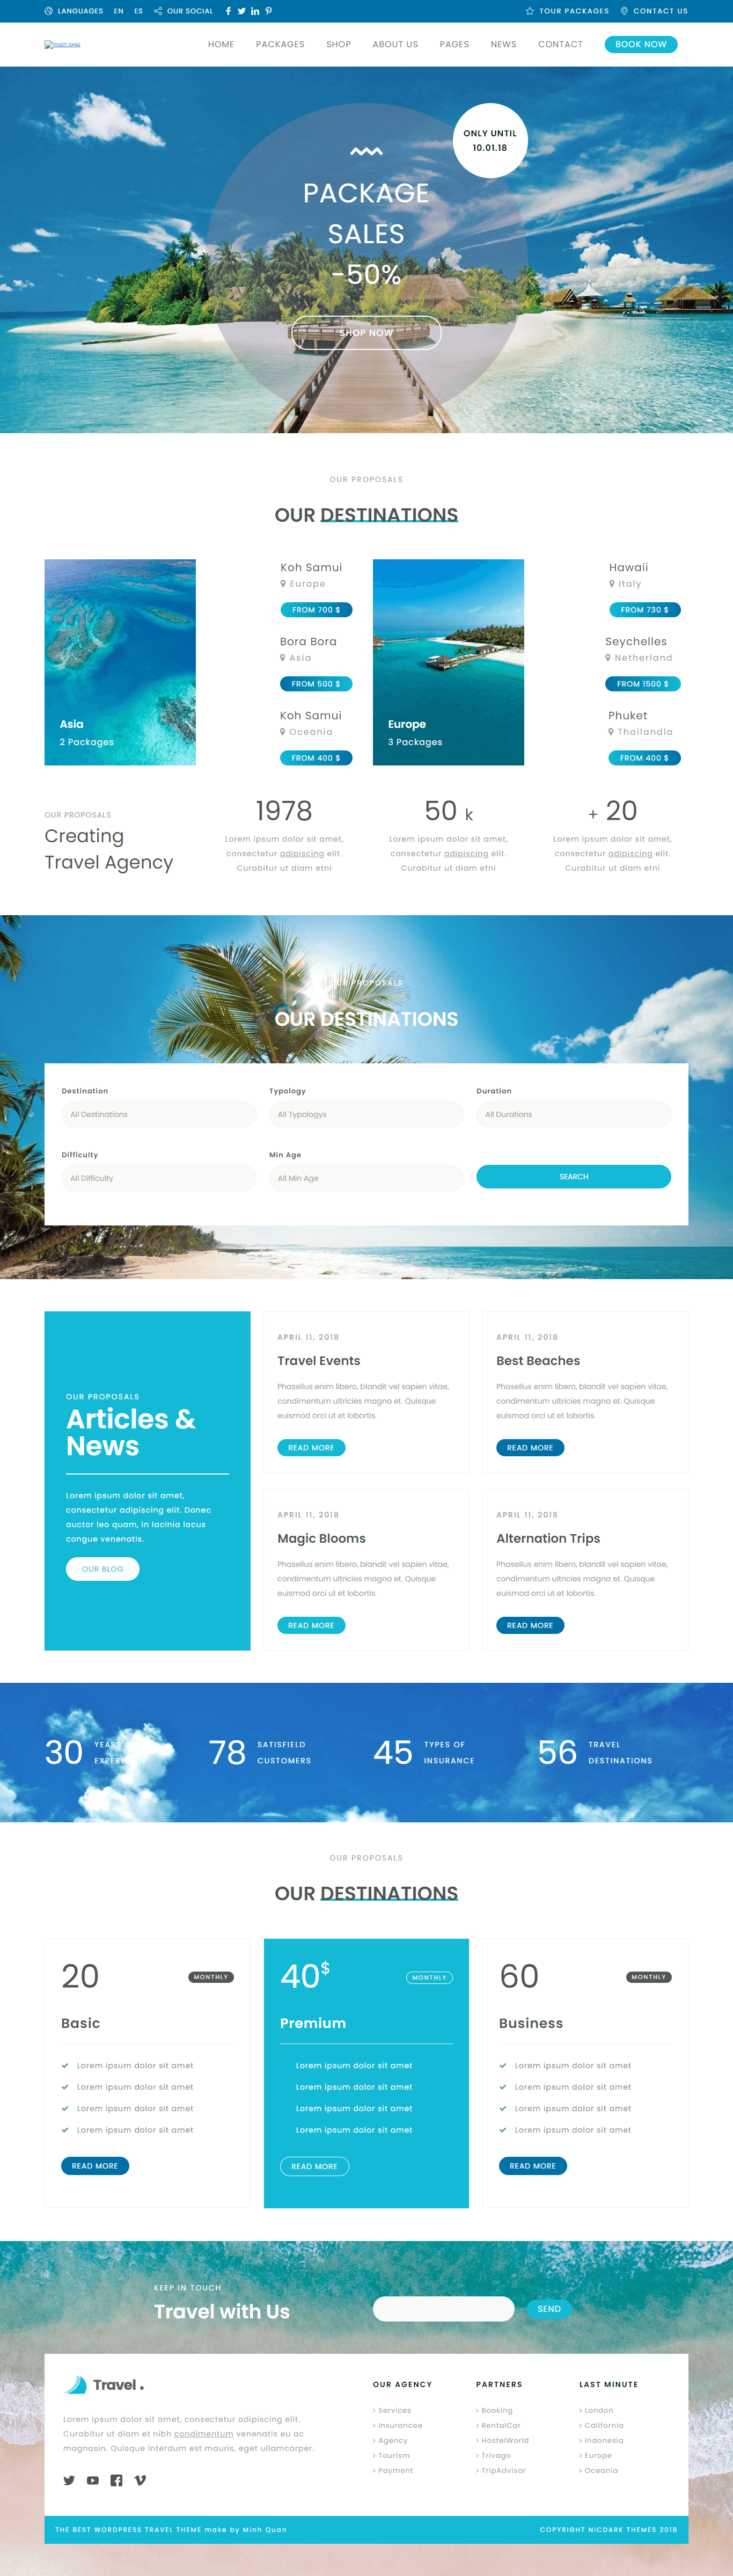 LANGUAGES EN ES OUR SOCIAL
TOUR PACKAGES CONTACT US
main logo
HOME PACKAGES SHOP ABOUT US PAGES NEWS CONTACT BOOK NOW
ONLY UNTIL
10.01.18
PACKAGE
SALES
-50%
SHOP NOW
OUR PROPOSALS
OUR DESTINATIONS
Asia
2 Packages
Koh Samui
Europe
FROM 700 $
Bora Bora
Asia
FROM 500 $
Koh Samui
Oceania
FROM 400 $
Europe
3 Packages
Hawaii
Italy
FROM 730 $
Seychelles
Netherland
FROM 1500 $
Phuket
Thailandia
FROM 400 $
OUR PROPOSALS
Creating
Travel Agency
1978
Lorem ipsum dolor sit amet,
consectetur adipiscing elit.
Curabitur ut diam etni
50 k
Lorem ipsum dolor sit amet,
consectetur adipiscing elit.
Curabitur ut diam etni
+ 20
Lorem ipsum dolor sit amet,
consectetur adipiscing elit.
Curabitur ut diam etni
PROPOSALS
OUR DESTINATIONS
Destination
All Destinations
Typology
All Typologys
Duration
All Durations
Difficulty
All Difficulty
Min Age
All Min Age
SEARCH
OUR PROPOSALS
Articles &
News
Lorem ipsum dolor sit amet,
consectetur adipiscing elit. Donec
auctor leo quam, in lacinia lacus
congue venenatis.
OUR BLOG
APRIL 11, 2018
Travel Events
Phasellus enim libero, blandit vel sapien vitae,
condimentum ultricies magna et. Quisque
euismod orci ut et lobortis.
READ MORE
APRIL 11, 2018
Best Beaches
Phasellus enim libero, blandit vel sapien vitae,
condimentum ultricies magna et. Quisque
euismod orci ut et lobortis.
READ MORE
APRIL 11, 2018
Magic Blooms
Phasellus enim libero, blandit vel sapien vitae,
condimentum ultricies magna et. Quisque
euismod orci ut et lobortis.
READ MORE
APRIL 11, 2018
Alternation Trips
Phasellus enim libero, blandit vel sapien vitae,
condimentum ultricies magna et. Quisque
euismod orci ut et lobortis.
READ MORE
30
YEARS
78
SATISFIELD
CUSTOMERS
45
TYPES OF
INSURANCE
56
TRAVEL
DESTINATIONS
OUR PROPOSALS
OUR DESTINATIONS
20
MONTHLY
Basic
Lorem ipsum dolor sit amet
Lorem ipsum dolor sit amet
Lorem ipsum dolor sit amet
Lorem ipsum dolor sit amet
READ MORE
40$
MONTHLY
Premium
Lorem ipsum dolor sit amet
Lorem ipsum dolor sit amet
Lorem ipsum dolor sit amet
Lorem ipsum dolor sit amet
READ MORE
60
MONTHLY
Business
Lorem ipsum dolor sit amet
Lorem ipsum dolor sit amet
Lorem ipsum dolor sit amet
Lorem ipsum dolor sit amet
READ MORE
KEEP IN TOUCH
Travel with Us
SEND
Travel .
Lorem ipsum dolor sit amet, consectetur adipiscing elit.
Curabitur ut diam et nibh condimentum venenatis eu ac
magnasin. Quisque interdum est mauris, eget ullamcorper.
OUR AGENCY
> Services
> Insurancee
> Agency
> Tourism
> Payment
PARTNERS
> Booking
> RentalCar
> HostelWorld
> Trivago
> TripAdvisor
LAST MINUTE
> London
> California
> Indonesia
> Europe
> Oceania
THE BEST WORDPRESS TRAVEL THEME make by Minh Quan
COPYRIGHT NICDARK THEMES 2018